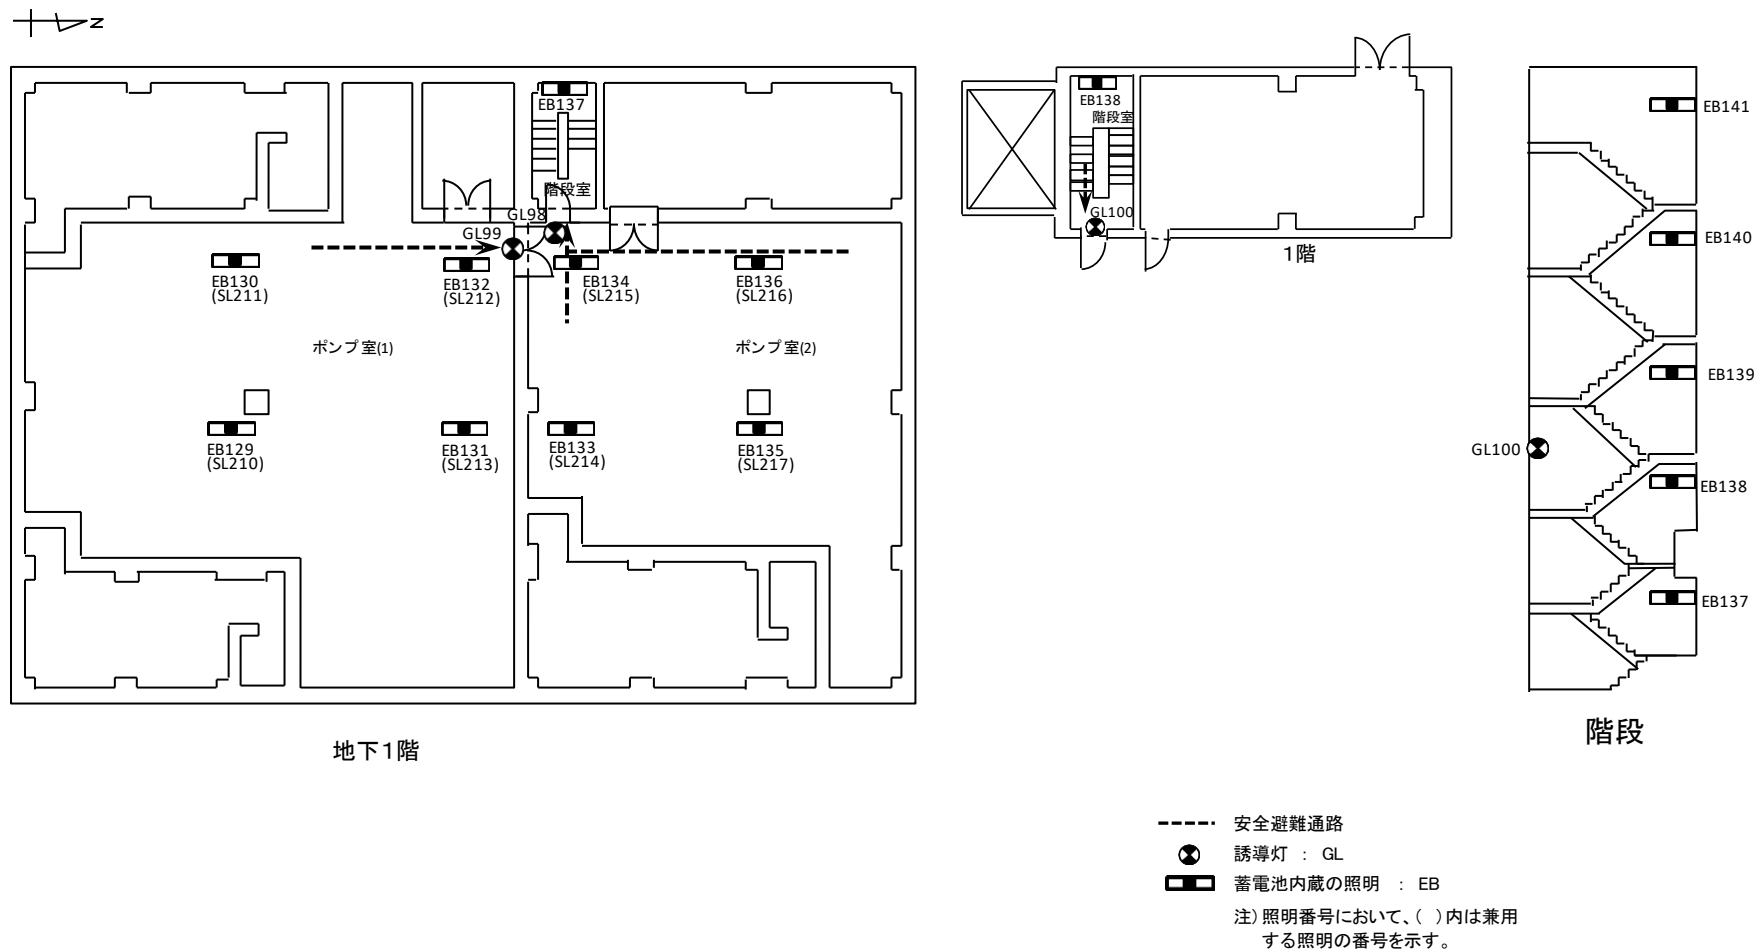 N
EB137
階段室
GL98
GL99
EB130
(SL211)
EB132
(SL212)
EB134
(SL215)
EB136
(SL216)
ポンプ室(1)
ポンプ室(2)
EB129
(SL210)
EB131
(SL213)
EB133
(SL214)
EB135
(SL217)
地下1階
EB138
階段室
GL100
1階
EB141
EB140
EB139
GL100
EB138
EB137
階段
安全避難通路
誘導灯 : GL
蓄電池内蔵の照明 : EB
注)照明番号において、( )内は兼用
する照明の番号を示す。